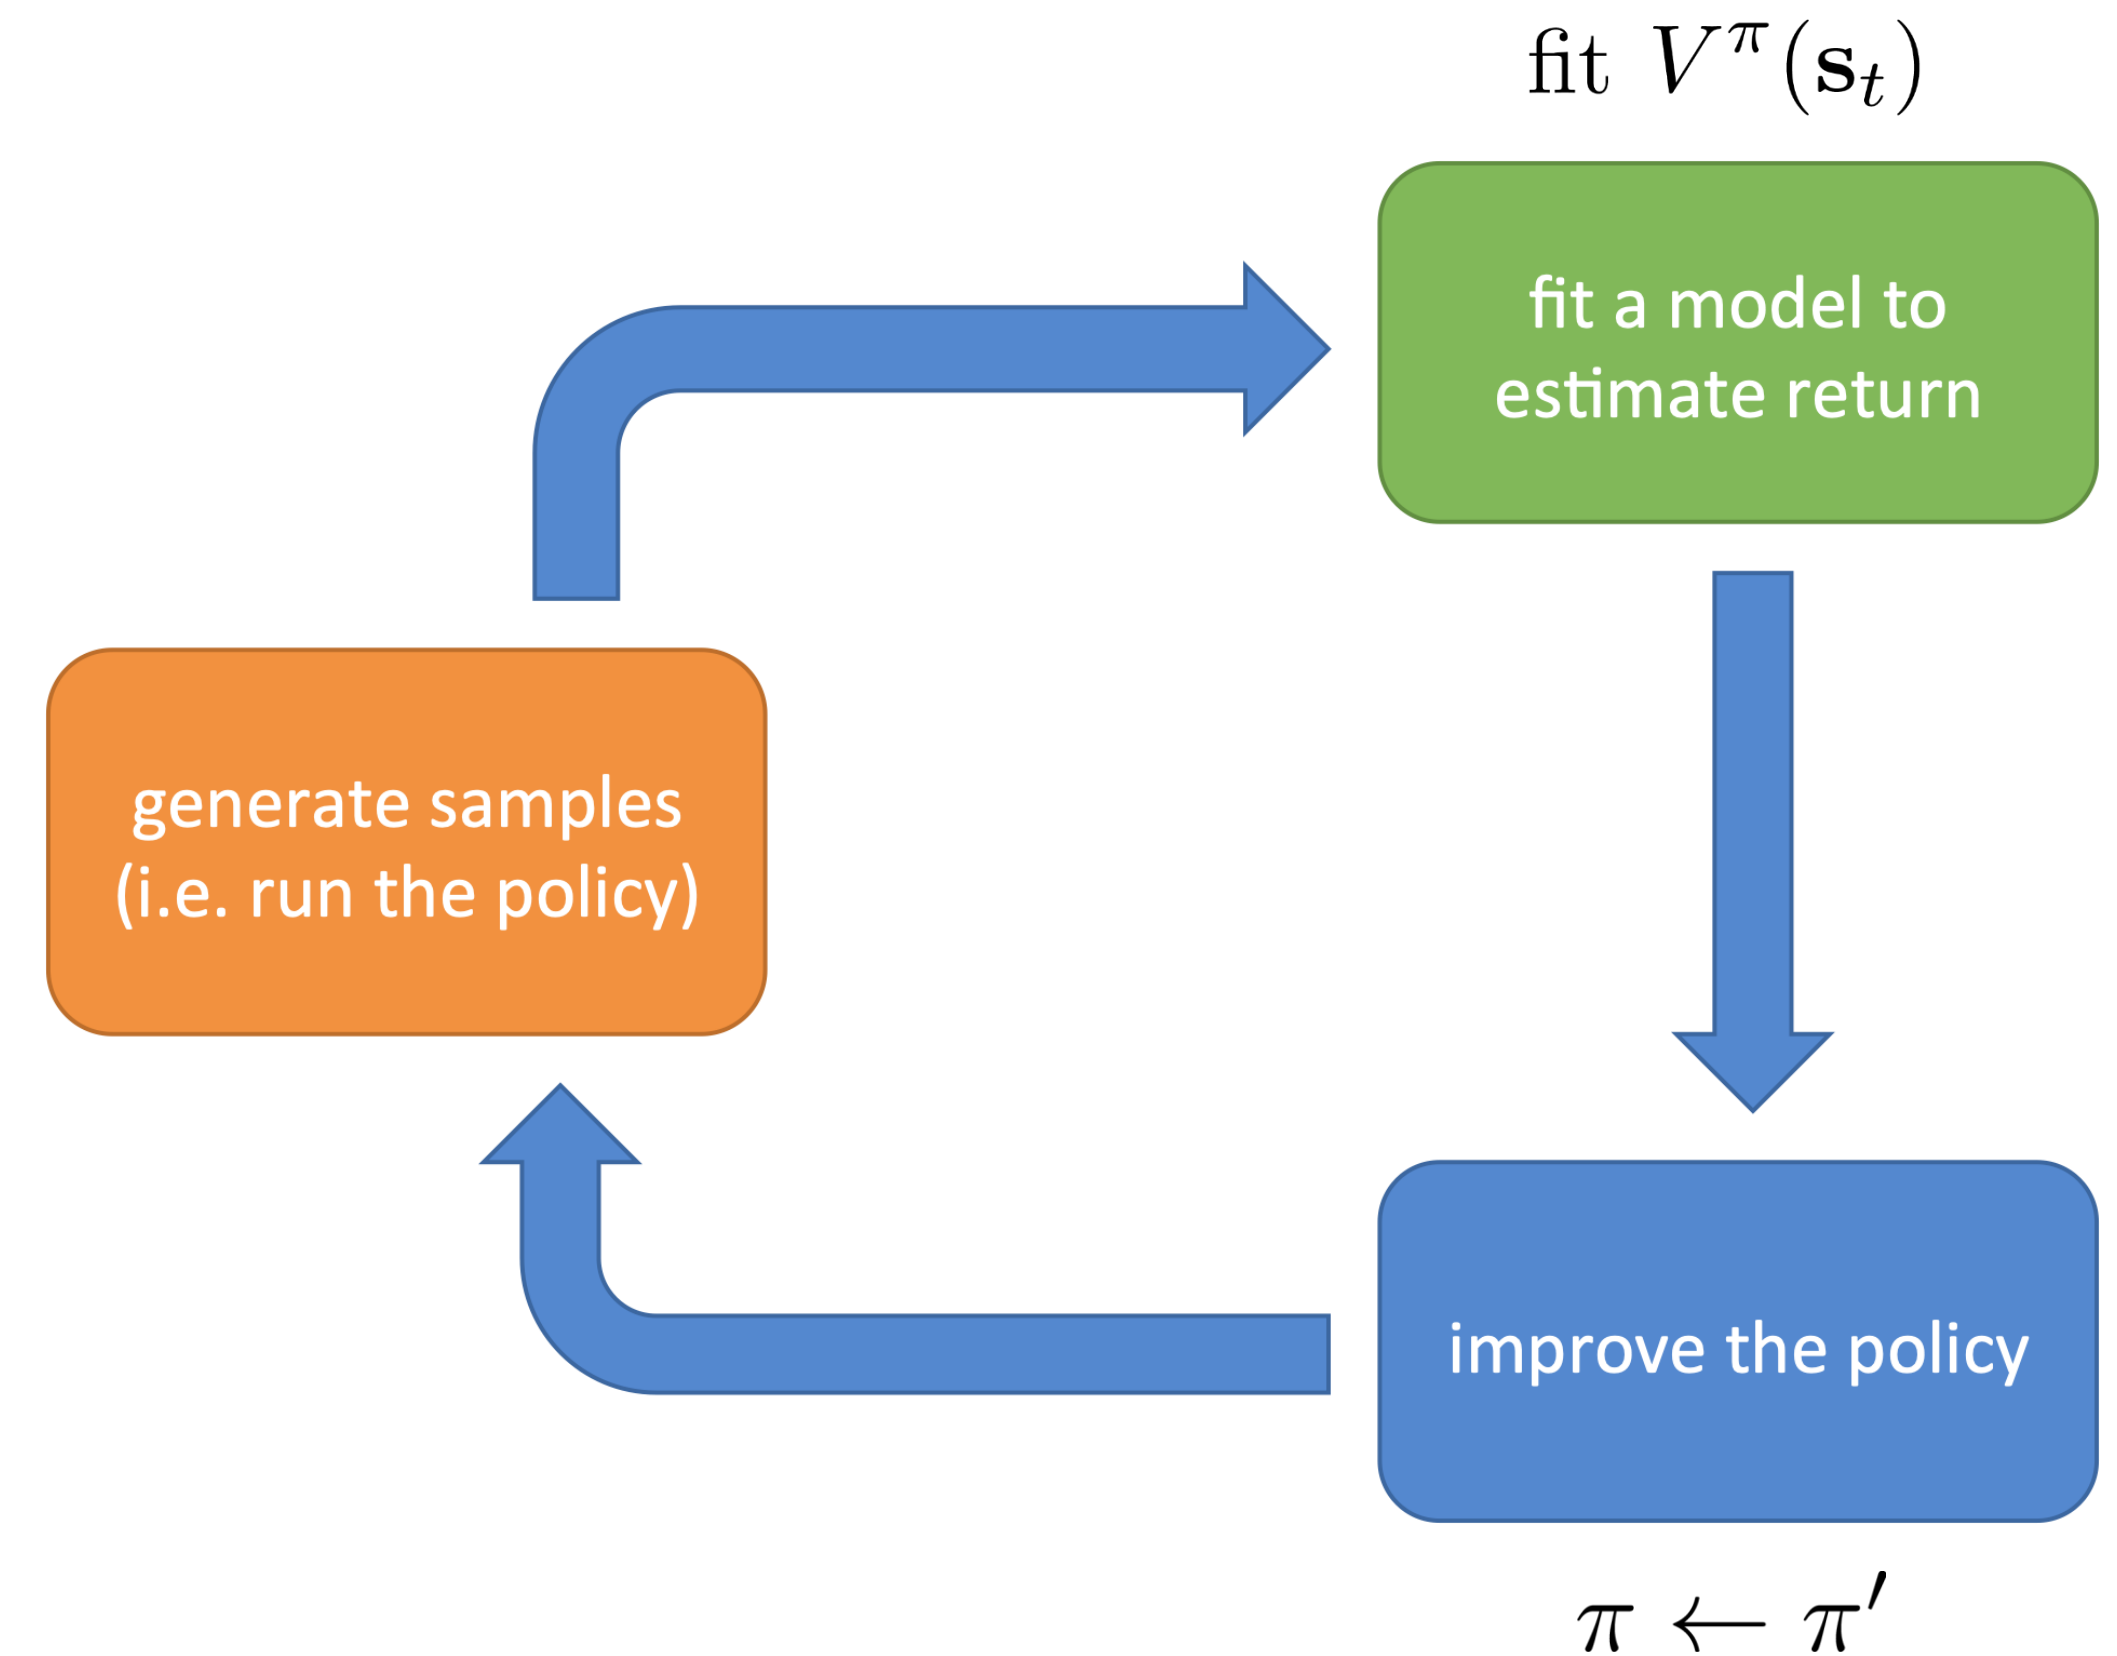 fit V^π(s_t)
fit a model to
estimate return
generate samples
(i.e. run the policy)
improve the policy
π ← π′